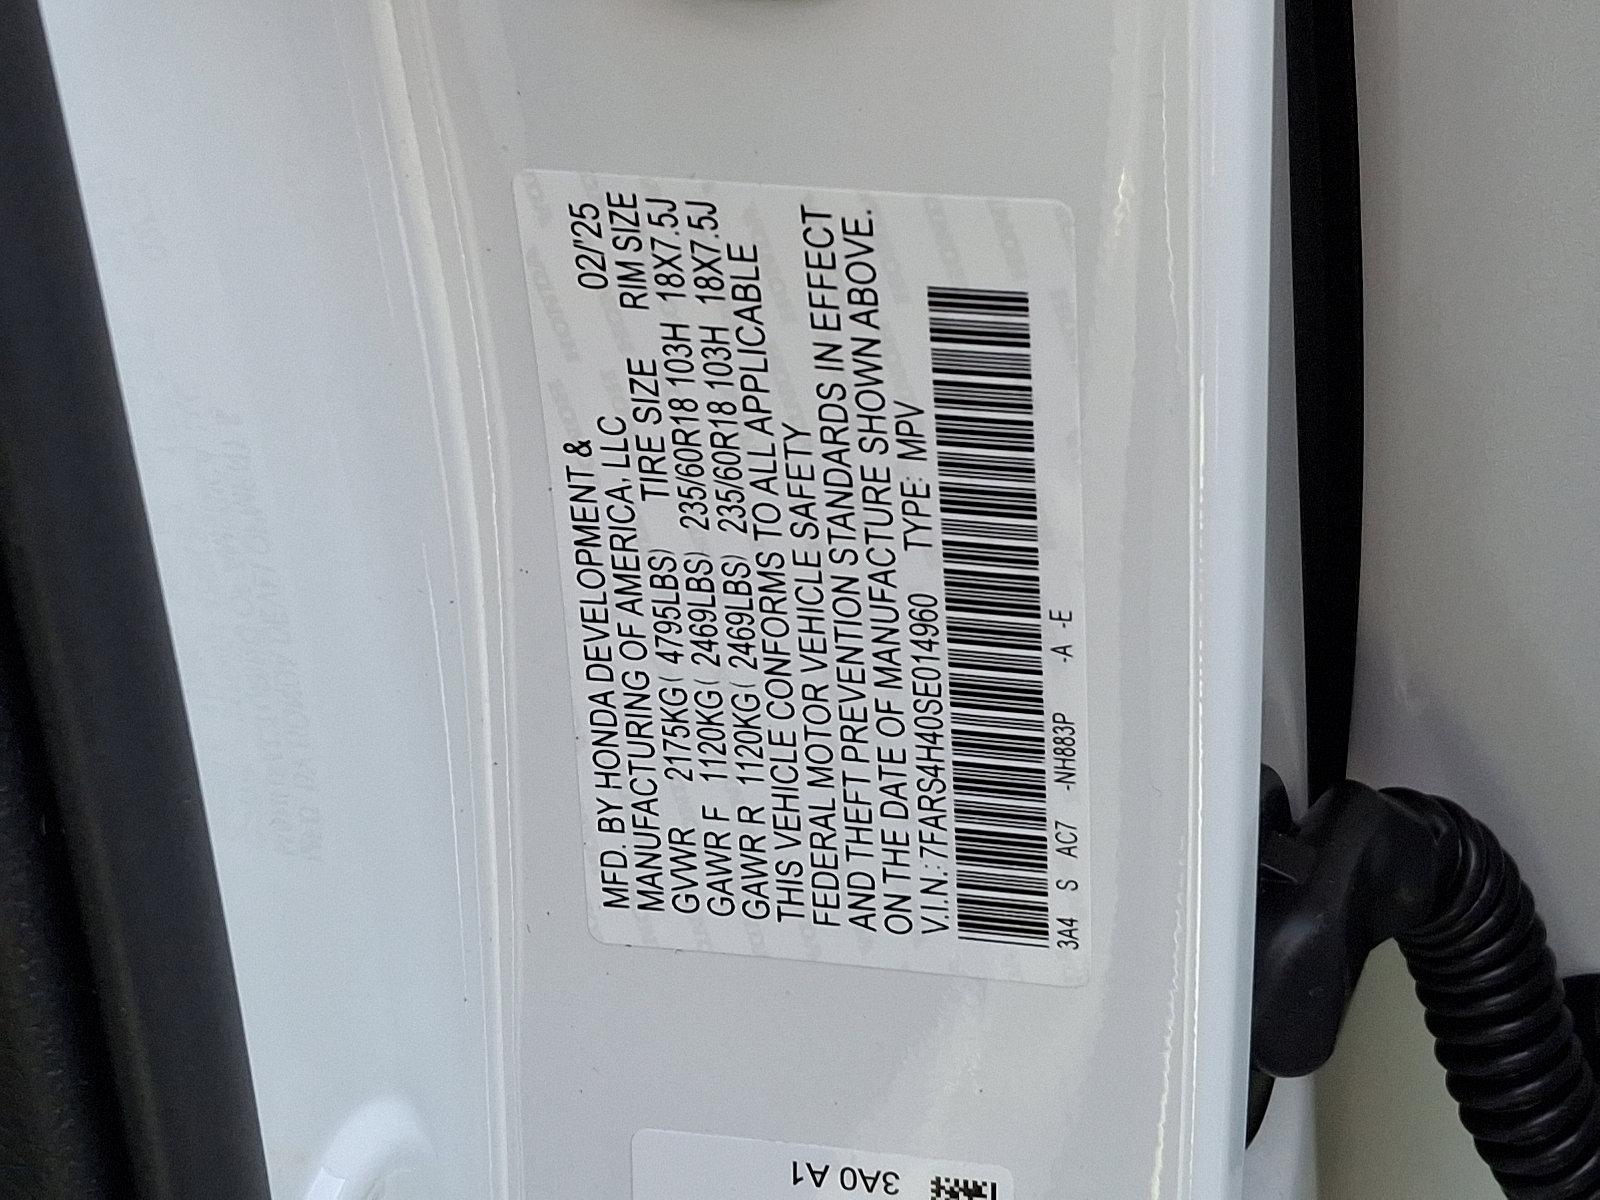 MFD. BY HONDA DEVELOPMENT & 02/'25
MANUFACTURING OF AMERICA, LLC TIRE SIZE RIM SIZE
GVWR 2175KG( 4795LBS) 235/60R18 103H 18X7.5J
GAWR F 1120KG( 2469LBS) 235/60R18 103H 18X7.5J
GAWR R 1120KG( 2469LBS)
THIS VEHICLE CONFORMS TO ALL APPLICABLE
FEDERAL MOTOR VEHICLE SAFETY
AND THEFT PREVENTION STANDARDS IN EFFECT
ON THE DATE OF MANUFACTURE SHOWN ABOVE.
V.I.N.: 7FARS4H40SE014960 TYPE: MPV
3A4 S AC7 -NH883P -A -E
3A0 A1